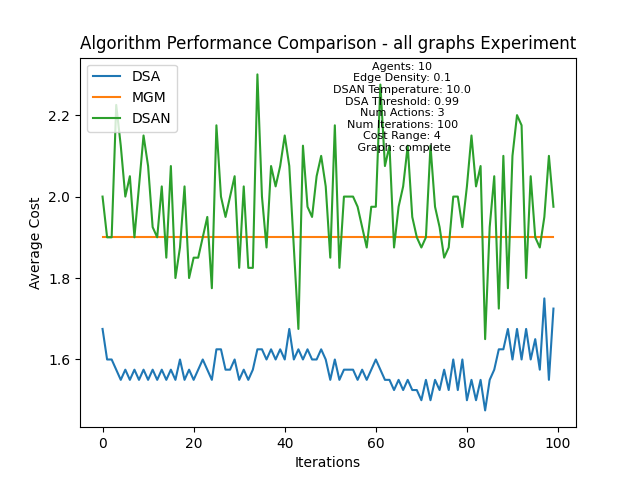 Algorithm Performance Comparison - all graphs Experiment
DSA
MGM
DSAN
Agents: 10
Edge Density: 0.1
DSAN Temperature: 10.0
DSA Threshold: 0.99
Num Actions: 3
Num Iterations: 100
Cost Range: 4
Graph: complete
Average Cost
2.2
2.0
1.8
1.6
0 20 40 60 80 100
Iterations